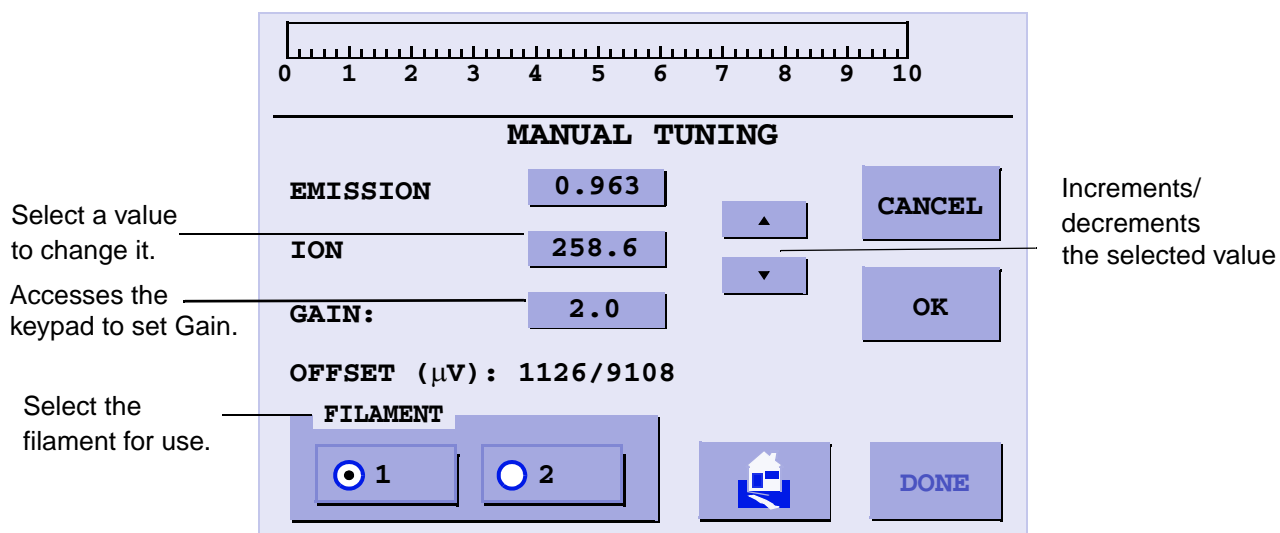 0 1 2 3 4 5 6 7 8 9 10
MANUAL TUNING
EMISSION 0.963
CANCEL
Select a value
to change it.
ION 258.6
▲
▼
Increments/
decrements
the selected value
Accesses the
keypad to set Gain.
GAIN: 2.0
OK
OFFSET (μV): 1126/9108
Select the
filament for use.
FILAMENT
1 2
DONE